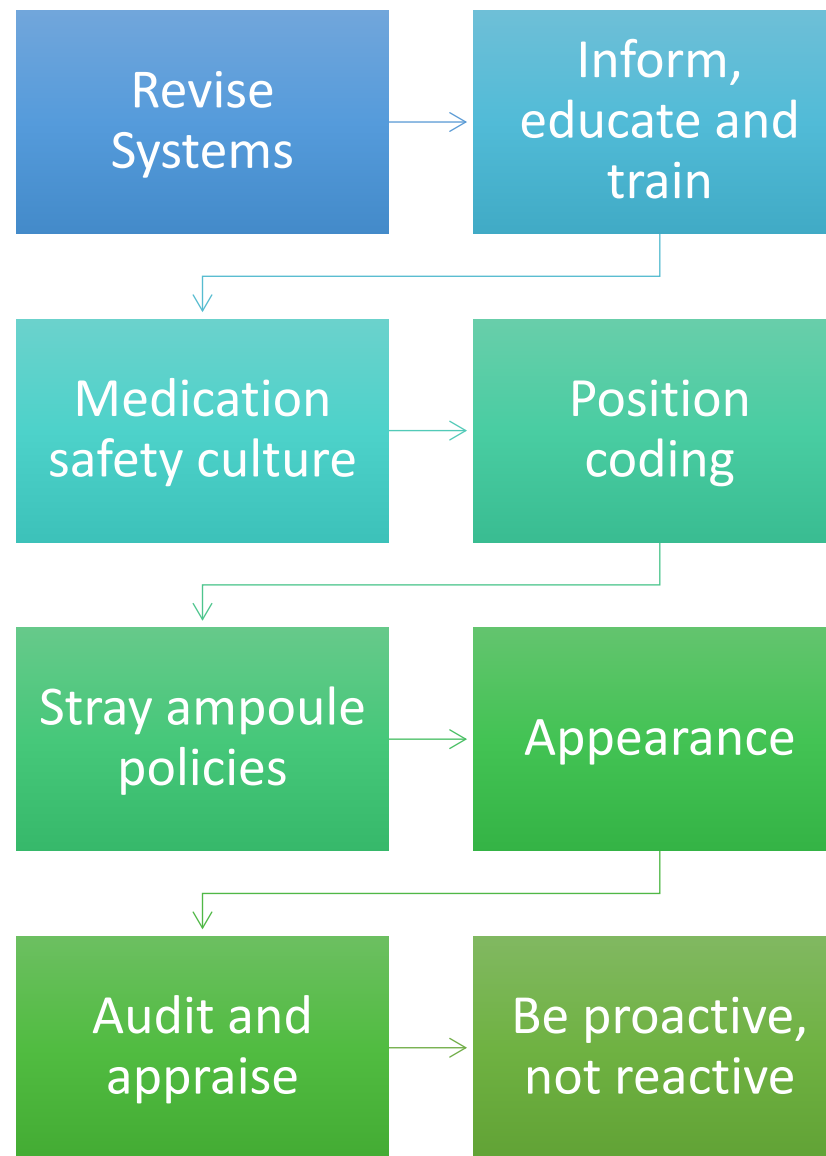 Revise
Systems
Inform,
educate and
train
Medication
safety culture
Position
coding
Stray ampoule
policies
Appearance
Audit and
appraise
Be proactive,
not reactive